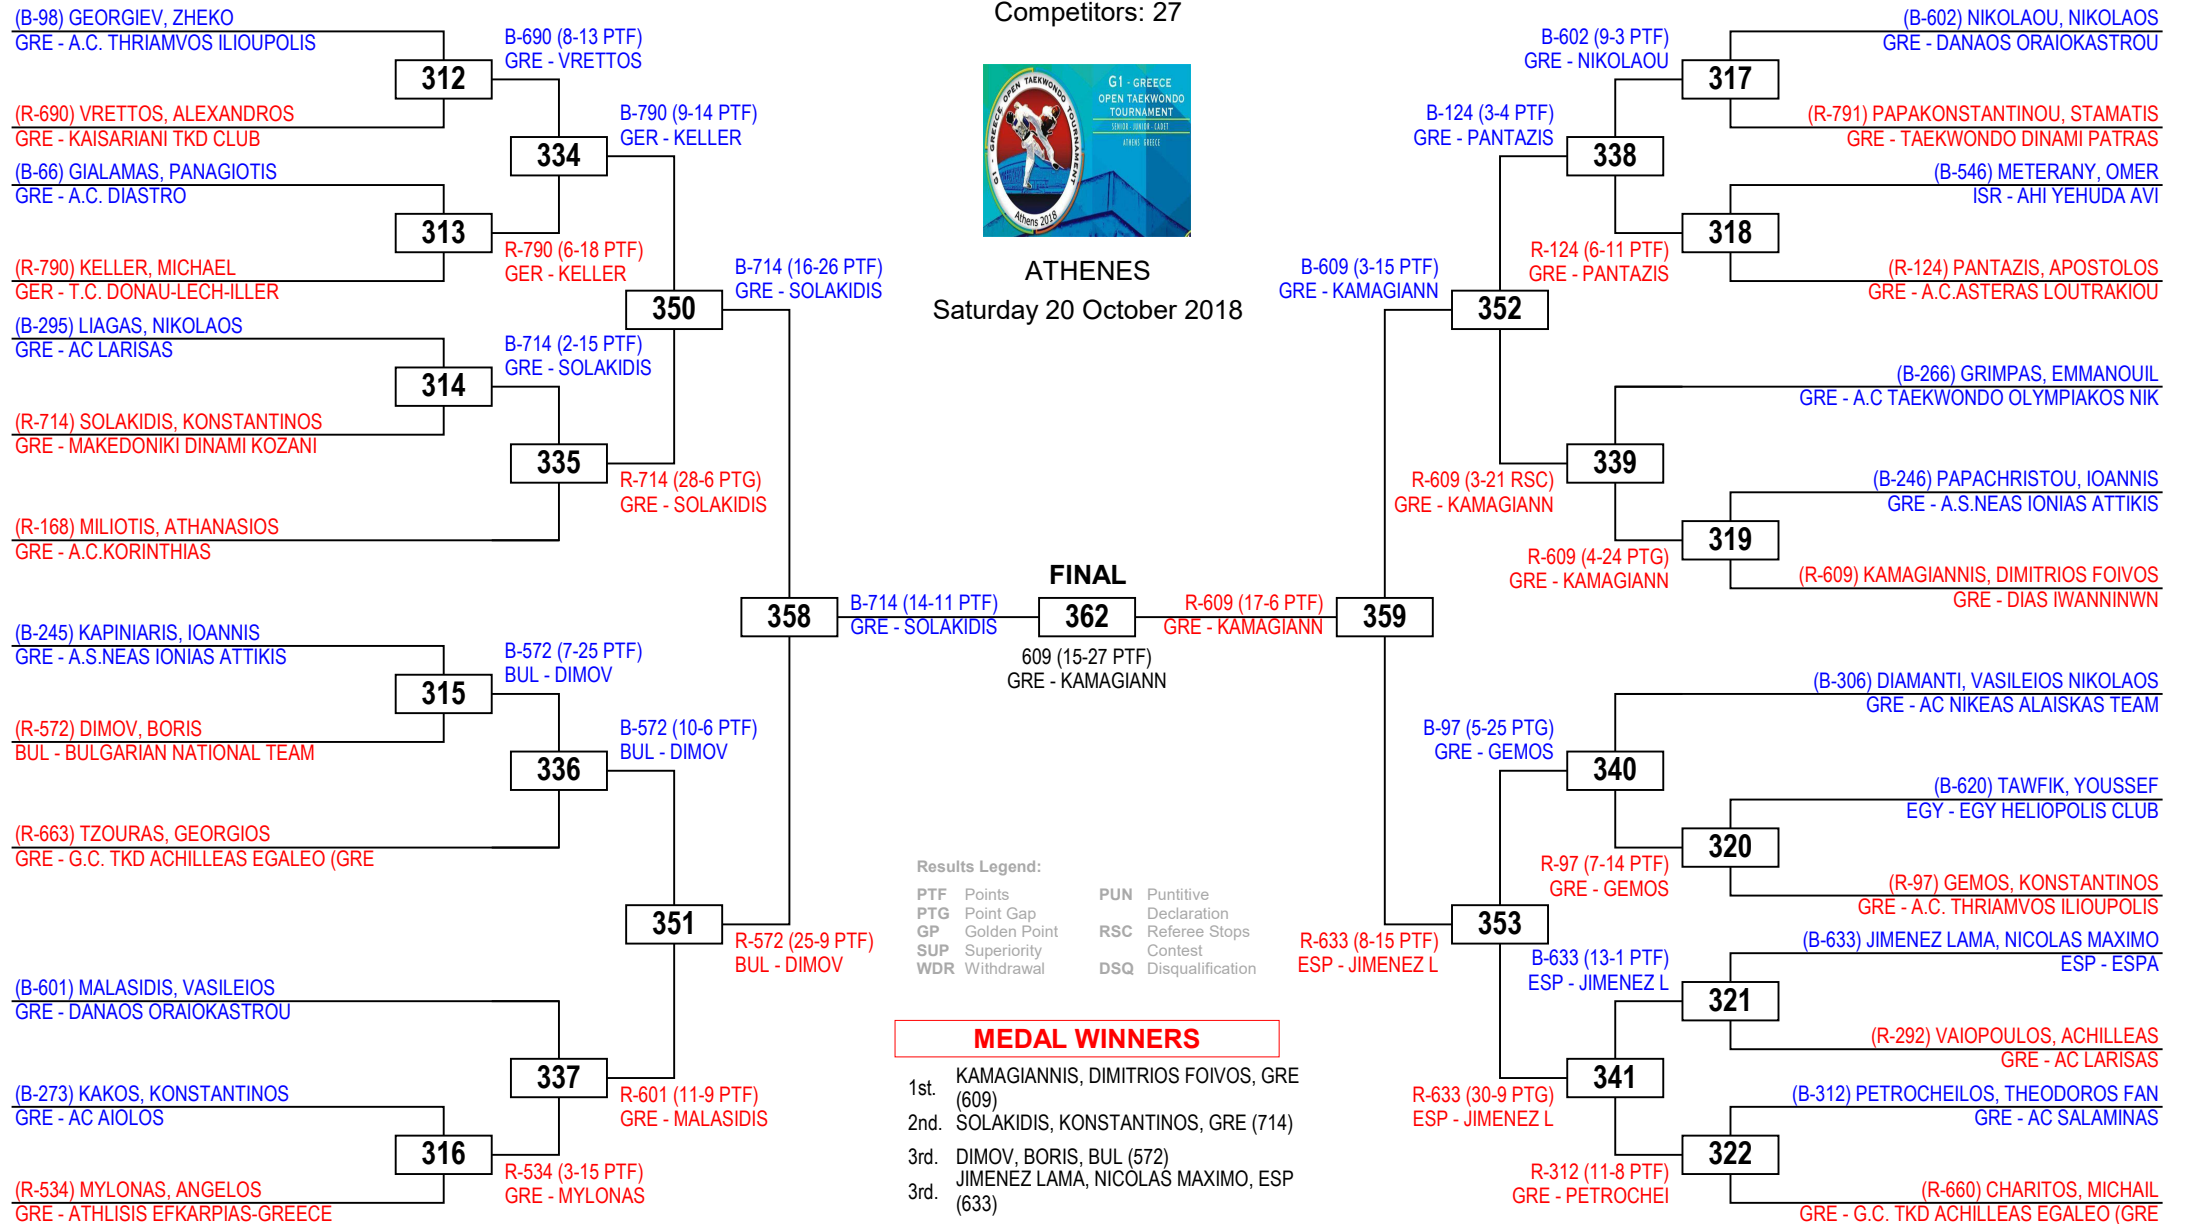 Competitors: 27
(B-98) GEORGIEV, ZHEKO
GRE - A.C. THRIAMVOS ILIOUPOLIS
312
(R-690) VRETTOS, ALEXANDROS
GRE - KAISARIANI TKD CLUB
(B-66) GIALAMAS, PANAGIOTIS
GRE - A.C. DIASTRO
313
(R-790) KELLER, MICHAEL
GER - T.C. DONAU-LECH-ILLER
(B-295) LIAGAS, NIKOLAOS
GRE - AC LARISAS
314
(R-714) SOLAKIDIS, KONSTANTINOS
GRE - MAKEDONIKI DINAMI KOZANI
(R-168) MILIOTIS, ATHANASIOS
GRE - A.C.KORINTHIAS
(B-245) KAPINIARIS, IOANNIS
GRE - A.S.NEAS IONIAS ATTIKIS
315
(R-572) DIMOV, BORIS
BUL - BULGARIAN NATIONAL TEAM
(R-663) TZOURAS, GEORGIOS
GRE - G.C. TKD ACHILLEAS EGALEO (GRE
(B-601) MALASIDIS, VASILEIOS
GRE - DANAOS ORAIOKASTROU
(B-273) KAKOS, KONSTANTINOS
GRE - AC AIOLOS
316
(R-534) MYLONAS, ANGELOS
GRE - ATHLISIS EFKARPIAS-GREECE
B-690 (8-13 PTF)
GRE - VRETTOS
334
R-790 (6-18 PTF)
GER - KELLER
B-714 (2-15 PTF)
GRE - SOLAKIDIS
335
B-572 (7-25 PTF)
BUL - DIMOV
336
337
R-534 (3-15 PTF)
GRE - MYLONAS
B-790 (9-14 PTF)
GER - KELLER
350
R-714 (28-6 PTG)
GRE - SOLAKIDIS
B-572 (10-6 PTF)
BUL - DIMOV
351
R-601 (11-9 PTF)
GRE - MALASIDIS
B-714 (16-26 PTF)
GRE - SOLAKIDIS
358
R-572 (25-9 PTF)
BUL - DIMOV
B-714 (14-11 PTF)
GRE - SOLAKIDIS
G1 - GREECE OPEN TAEKWONDO TOURNAMENT
Athens 2018
G1 - GREECE
OPEN TAEKWONDO
TOURNAMENT
SENIOR - JUNIOR - CADET
ATHENS GREECE
ATHENES
Saturday 20 October 2018
FINAL
362
609 (15-27 PTF)
GRE - KAMAGIANN
R-609 (17-6 PTF)
GRE - KAMAGIANN
359
B-609 (3-15 PTF)
GRE - KAMAGIANN
352
R-633 (8-15 PTF)
ESP - JIMENEZ L
353
B-124 (3-4 PTF)
GRE - PANTAZIS
338
R-609 (3-21 RSC)
GRE - KAMAGIANN
339
B-97 (5-25 PTG)
GRE - GEMOS
340
R-633 (30-9 PTG)
ESP - JIMENEZ L
341
B-602 (9-3 PTF)
GRE - NIKOLAOU
317
R-124 (6-11 PTF)
GRE - PANTAZIS
318
R-609 (4-24 PTG)
GRE - KAMAGIANN
319
R-97 (7-14 PTF)
GRE - GEMOS
320
B-633 (13-1 PTF)
ESP - JIMENEZ L
321
R-312 (11-8 PTF)
GRE - PETROCHEI
322
(B-602) NIKOLAOU, NIKOLAOS
GRE - DANAOS ORAIOKASTROU
(R-791) PAPAKONSTANTINOU, STAMATIS
GRE - TAEKWONDO DINAMI PATRAS
(B-546) METERANY, OMER
ISR - AHI YEHUDA AVI
(R-124) PANTAZIS, APOSTOLOS
GRE - A.C.ASTERAS LOUTRAKIOU
(B-266) GRIMPAS, EMMANOUIL
GRE - A.C TAEKWONDO OLYMPIAKOS NIK
(B-246) PAPACHRISTOU, IOANNIS
GRE - A.S.NEAS IONIAS ATTIKIS
(R-609) KAMAGIANNIS, DIMITRIOS FOIVOS
GRE - DIAS IWANNINWN
(B-306) DIAMANTI, VASILEIOS NIKOLAOS
GRE - AC NIKEAS ALAISKAS TEAM
(B-620) TAWFIK, YOUSSEF
EGY - EGY HELIOPOLIS CLUB
(R-97) GEMOS, KONSTANTINOS
GRE - A.C. THRIAMVOS ILIOUPOLIS
(B-633) JIMENEZ LAMA, NICOLAS MAXIMO
ESP - ESPA
(R-292) VAIOPOULOS, ACHILLEAS
GRE - AC LARISAS
(B-312) PETROCHEILOS, THEODOROS FAN
GRE - AC SALAMINAS
(R-660) CHARITOS, MICHAIL
GRE - G.C. TKD ACHILLEAS EGALEO (GRE
Results Legend:
PTF Points
PTG Point Gap
GP Golden Point
SUP Superiority
WDR Withdrawal
PUN Puntitive
Declaration
RSC Referee Stops
Contest
DSQ Disqualification
MEDAL WINNERS
1st. KAMAGIANNIS, DIMITRIOS FOIVOS, GRE
(609)
2nd. SOLAKIDIS, KONSTANTINOS, GRE (714)
3rd. DIMOV, BORIS, BUL (572)
3rd. JIMENEZ LAMA, NICOLAS MAXIMO, ESP
(633)